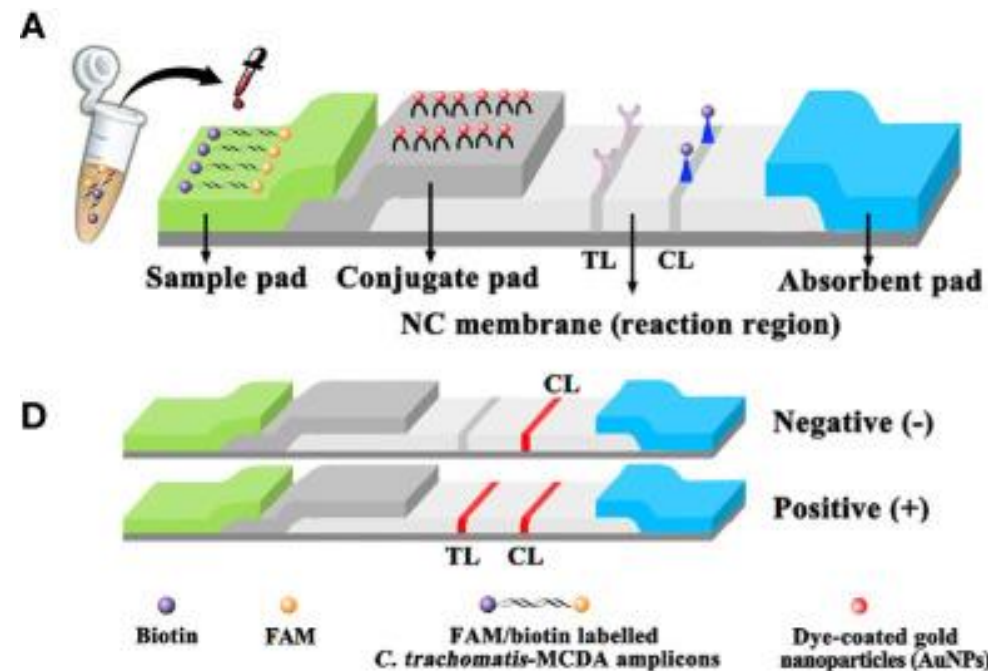 A
TL CL
Sample pad Conjugate pad Absorbent pad
NC membrane (reaction region)
D
CL
Negative (-)
Positive (+)
TL CL
Biotin FAM FAM/biotin labelled Dye-coated gold
C. trachomatis-MCDA amplicons nanoparticles (AuNPs)